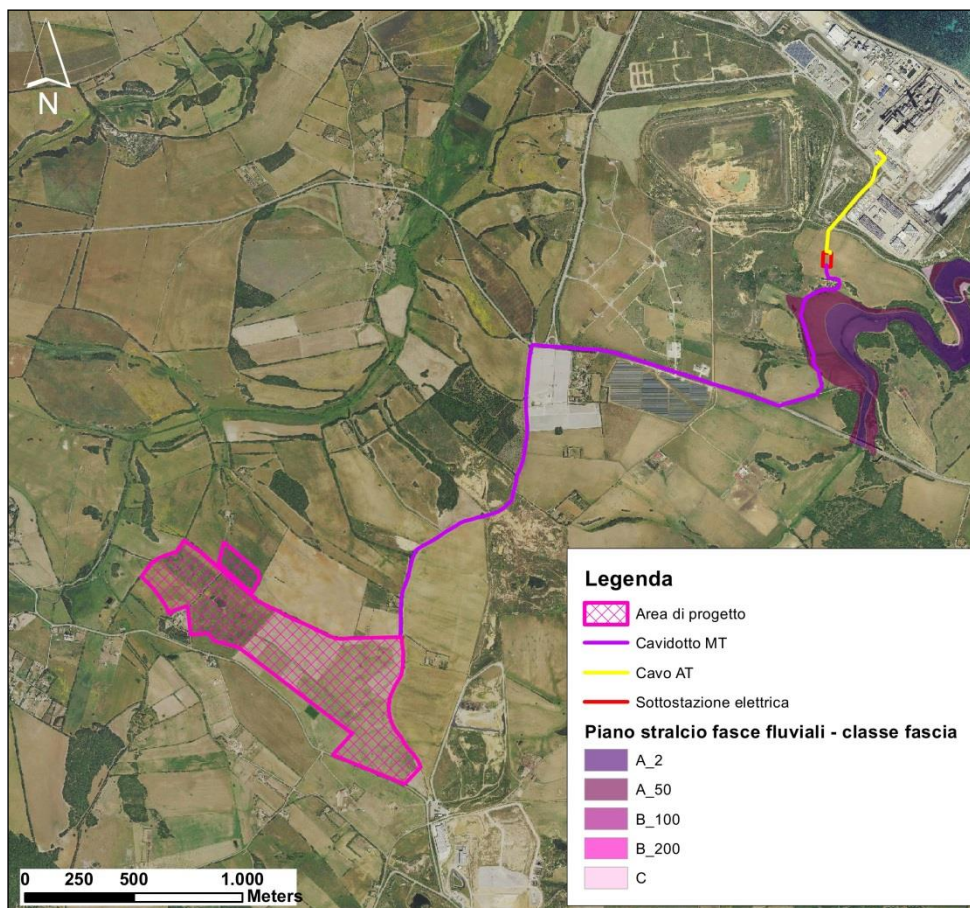 N
Legenda
Area di progetto
Cavidotto MT
Cavo AT
Sottostazione elettrica
Piano stralcio fasce fluviali - classe fascia
A_2
A_50
B_100
B_200
C
0 250 500 1.000
Meters